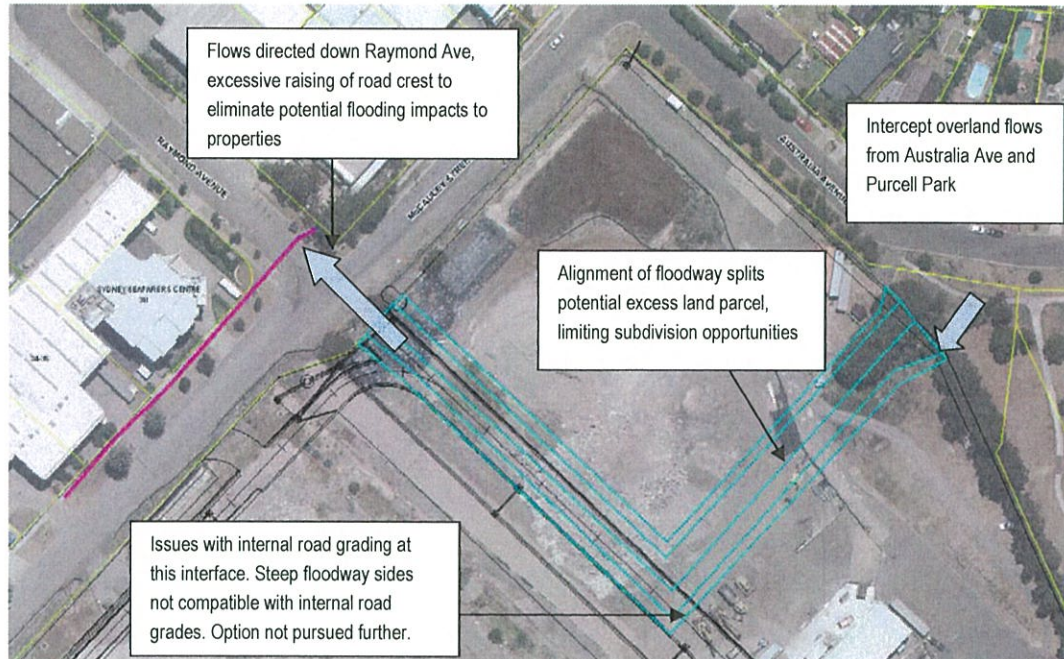 Flows directed down Raymond Ave,
excessive raising of road crest to
eliminate potential flooding impacts to
properties
Intercept overland flows
from Australia Ave and
Purcell Park
RAYMOND AVENUE
AUSTRALIA AVENUE
Alignment of floodway splits
potential excess land parcel,
limiting subdivision opportunities
SYDNEY SEAFARERS CENTRE
Issues with internal road grading at
this interface. Steep floodway sides
not compatible with internal road
grades. Option not pursued further.